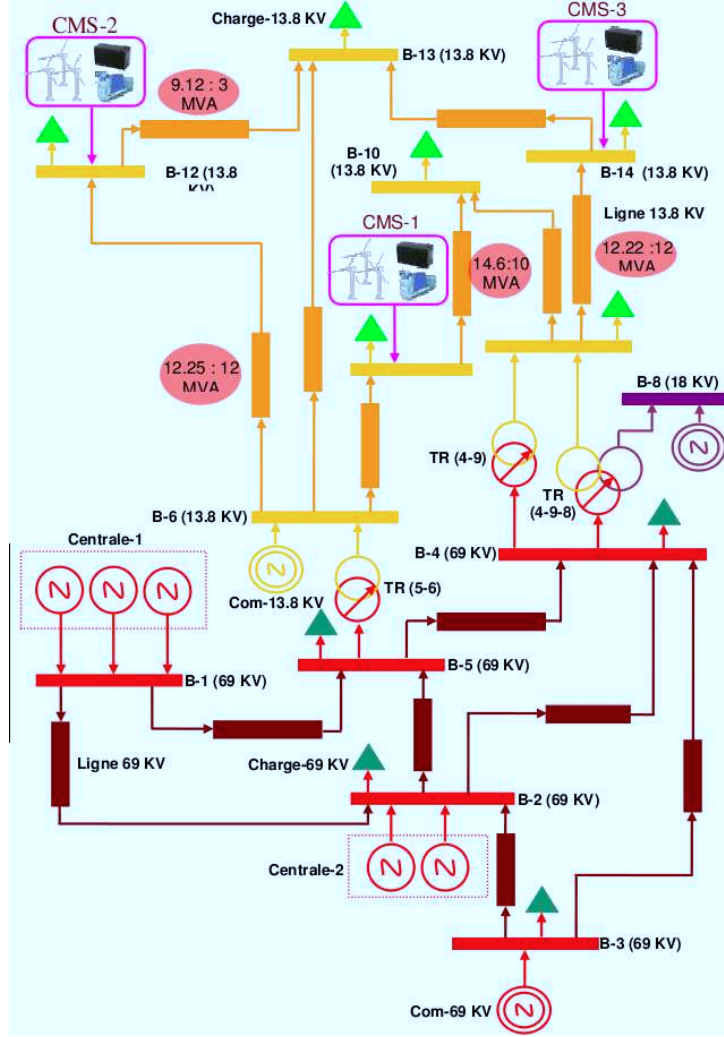 CMS-2
Charge-13.8 KV
B-13 (13.8 KV)
CMS-3
9.12 : 3
MVA
B-12 (13.8
KV)
B-10
(13.8 KV)
B-14 (13.8 KV)
Ligne 13.8 KV
CMS-1
14.6:10
MVA
12.22 :12
MVA
12.25 : 12
MVA
B-8 (18 KV)
TR (4-9)
TR
(4-9-8)
B-6 (13.8 KV)
Centrale-1
B-4 (69 KV)
Com-13.8 KV
TR (5-6)
B-1 (69 KV)
B-5 (69 KV)
Ligne 69 KV
Charge-69 KV
B-2 (69 KV)
Centrale-2
B-3 (69 KV)
Com-69 KV